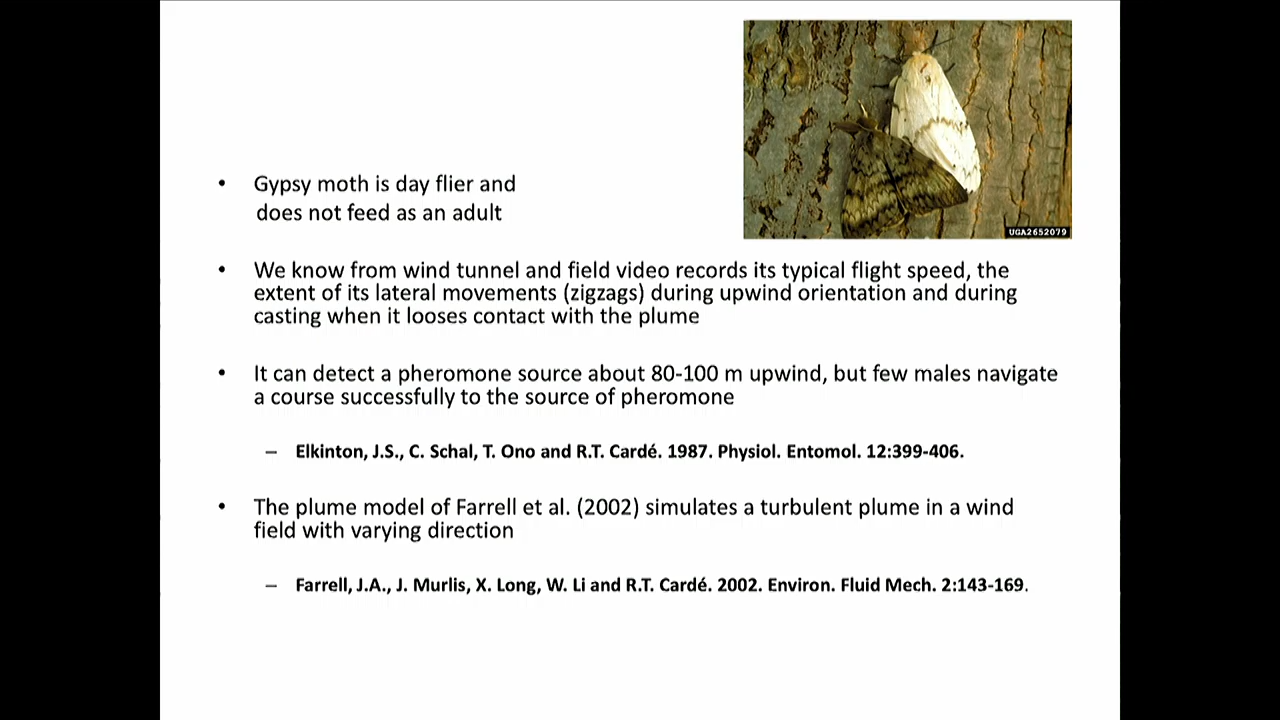 UGA2652079
• Gypsy moth is day flier and
does not feed as an adult
• We know from wind tunnel and field video records its typical flight speed, the
extent of its lateral movements (zigzags) during upwind orientation and during
casting when it looses contact with the plume
• It can detect a pheromone source about 80-100 m upwind, but few males navigate
a course successfully to the source of pheromone
– Elkinton, J.S., C. Schal, T. Ono and R.T. Cardé. 1987. Physiol. Entomol. 12:399-406.
• The plume model of Farrell et al. (2002) simulates a turbulent plume in a wind
field with varying direction
– Farrell, J.A., J. Murlis, X. Long, W. Li and R.T. Cardé. 2002. Environ. Fluid Mech. 2:143-169.